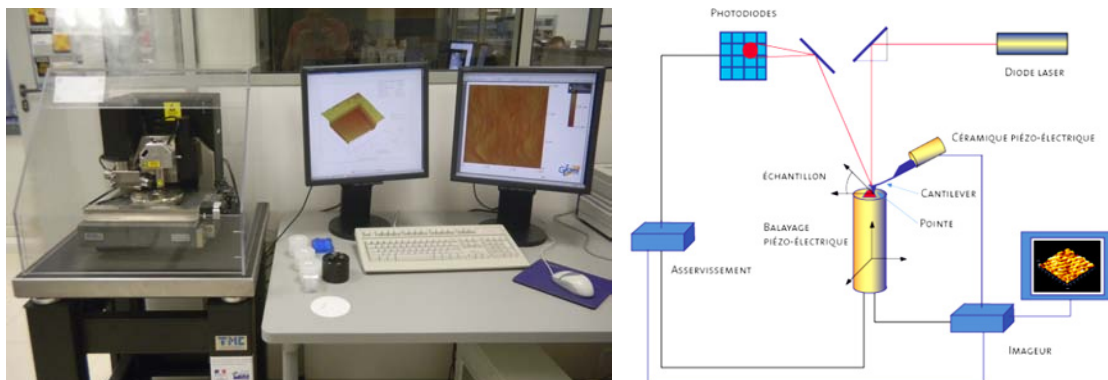 TMC
PHOTODIODES
DIODE LASER
CÉRAMIQUE PIÉZO-ÉLECTRIQUE
ÉCHANTILLON
CANTILEVER
POINTE
BALAYAGE
PIÉZO-ÉLECTRIQUE
ASSERVISSEMENT
IMAGEUR